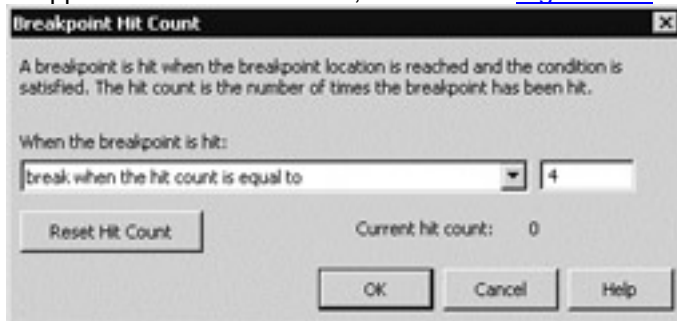 Breakpoint Hit Count
A breakpoint is hit when the breakpoint location is reached and the condition is
satisfied. The hit count is the number of times the breakpoint has been hit.
When the breakpoint is hit:
break when the hit count is equal to 4
Reset Hit Count Current hit count: 0
OK Cancel Help